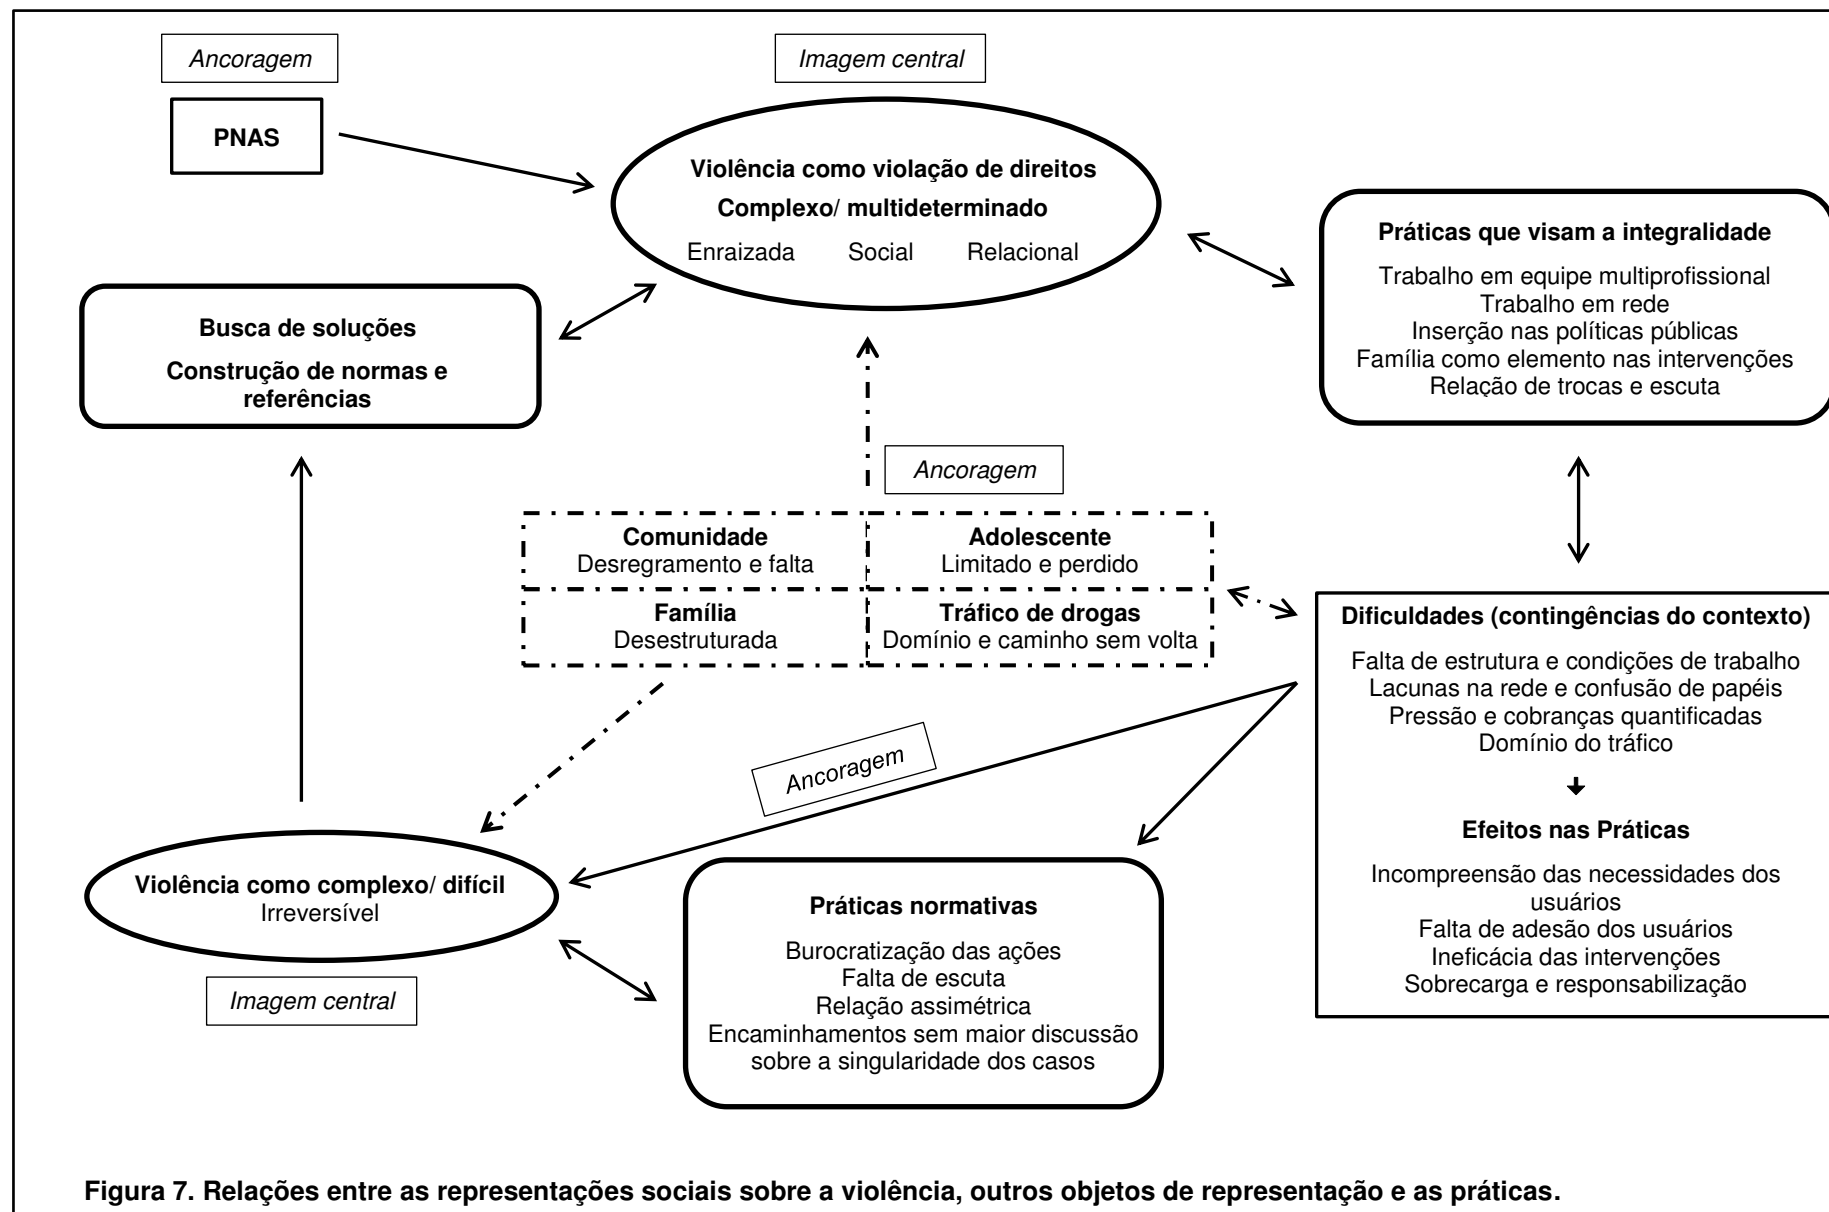 Ancoragem
Imagem central
PNAS
Violência como violação de direitos
Complexo/ multideterminado
Enraizada Social Relacional
Práticas que visam a integralidade
Trabalho em equipe multiprofissional
Trabalho em rede
Inserção nas políticas públicas
Família como elemento nas intervenções
Relação de trocas e escuta
Busca de soluções
Construção de normas e
referências
Ancoragem
Comunidade
Desregramento e falta
Adolescente
Limitado e perdido
Família
Desestruturada
Tráfico de drogas
Domínio e caminho sem volta
Dificuldades (contingências do contexto)
Falta de estrutura e condições de trabalho
Lacunas na rede e confusão de papéis
Pressão e cobranças quantificadas
Domínio do tráfico
Efeitos nas Práticas
Incompreensão das necessidades dos
usuários
Falta de adesão dos usuários
Ineficácia das intervenções
Sobrecarga e responsabilização
Ancoragem
Violência como complexo/ difícil
Irreversível
Imagem central
Práticas normativas
Burocratização das ações
Falta de escuta
Relação assimétrica
Encaminhamentos sem maior discussão
sobre a singularidade dos casos
Figura 7. Relações entre as representações sociais sobre a violência, outros objetos de representação e as práticas.